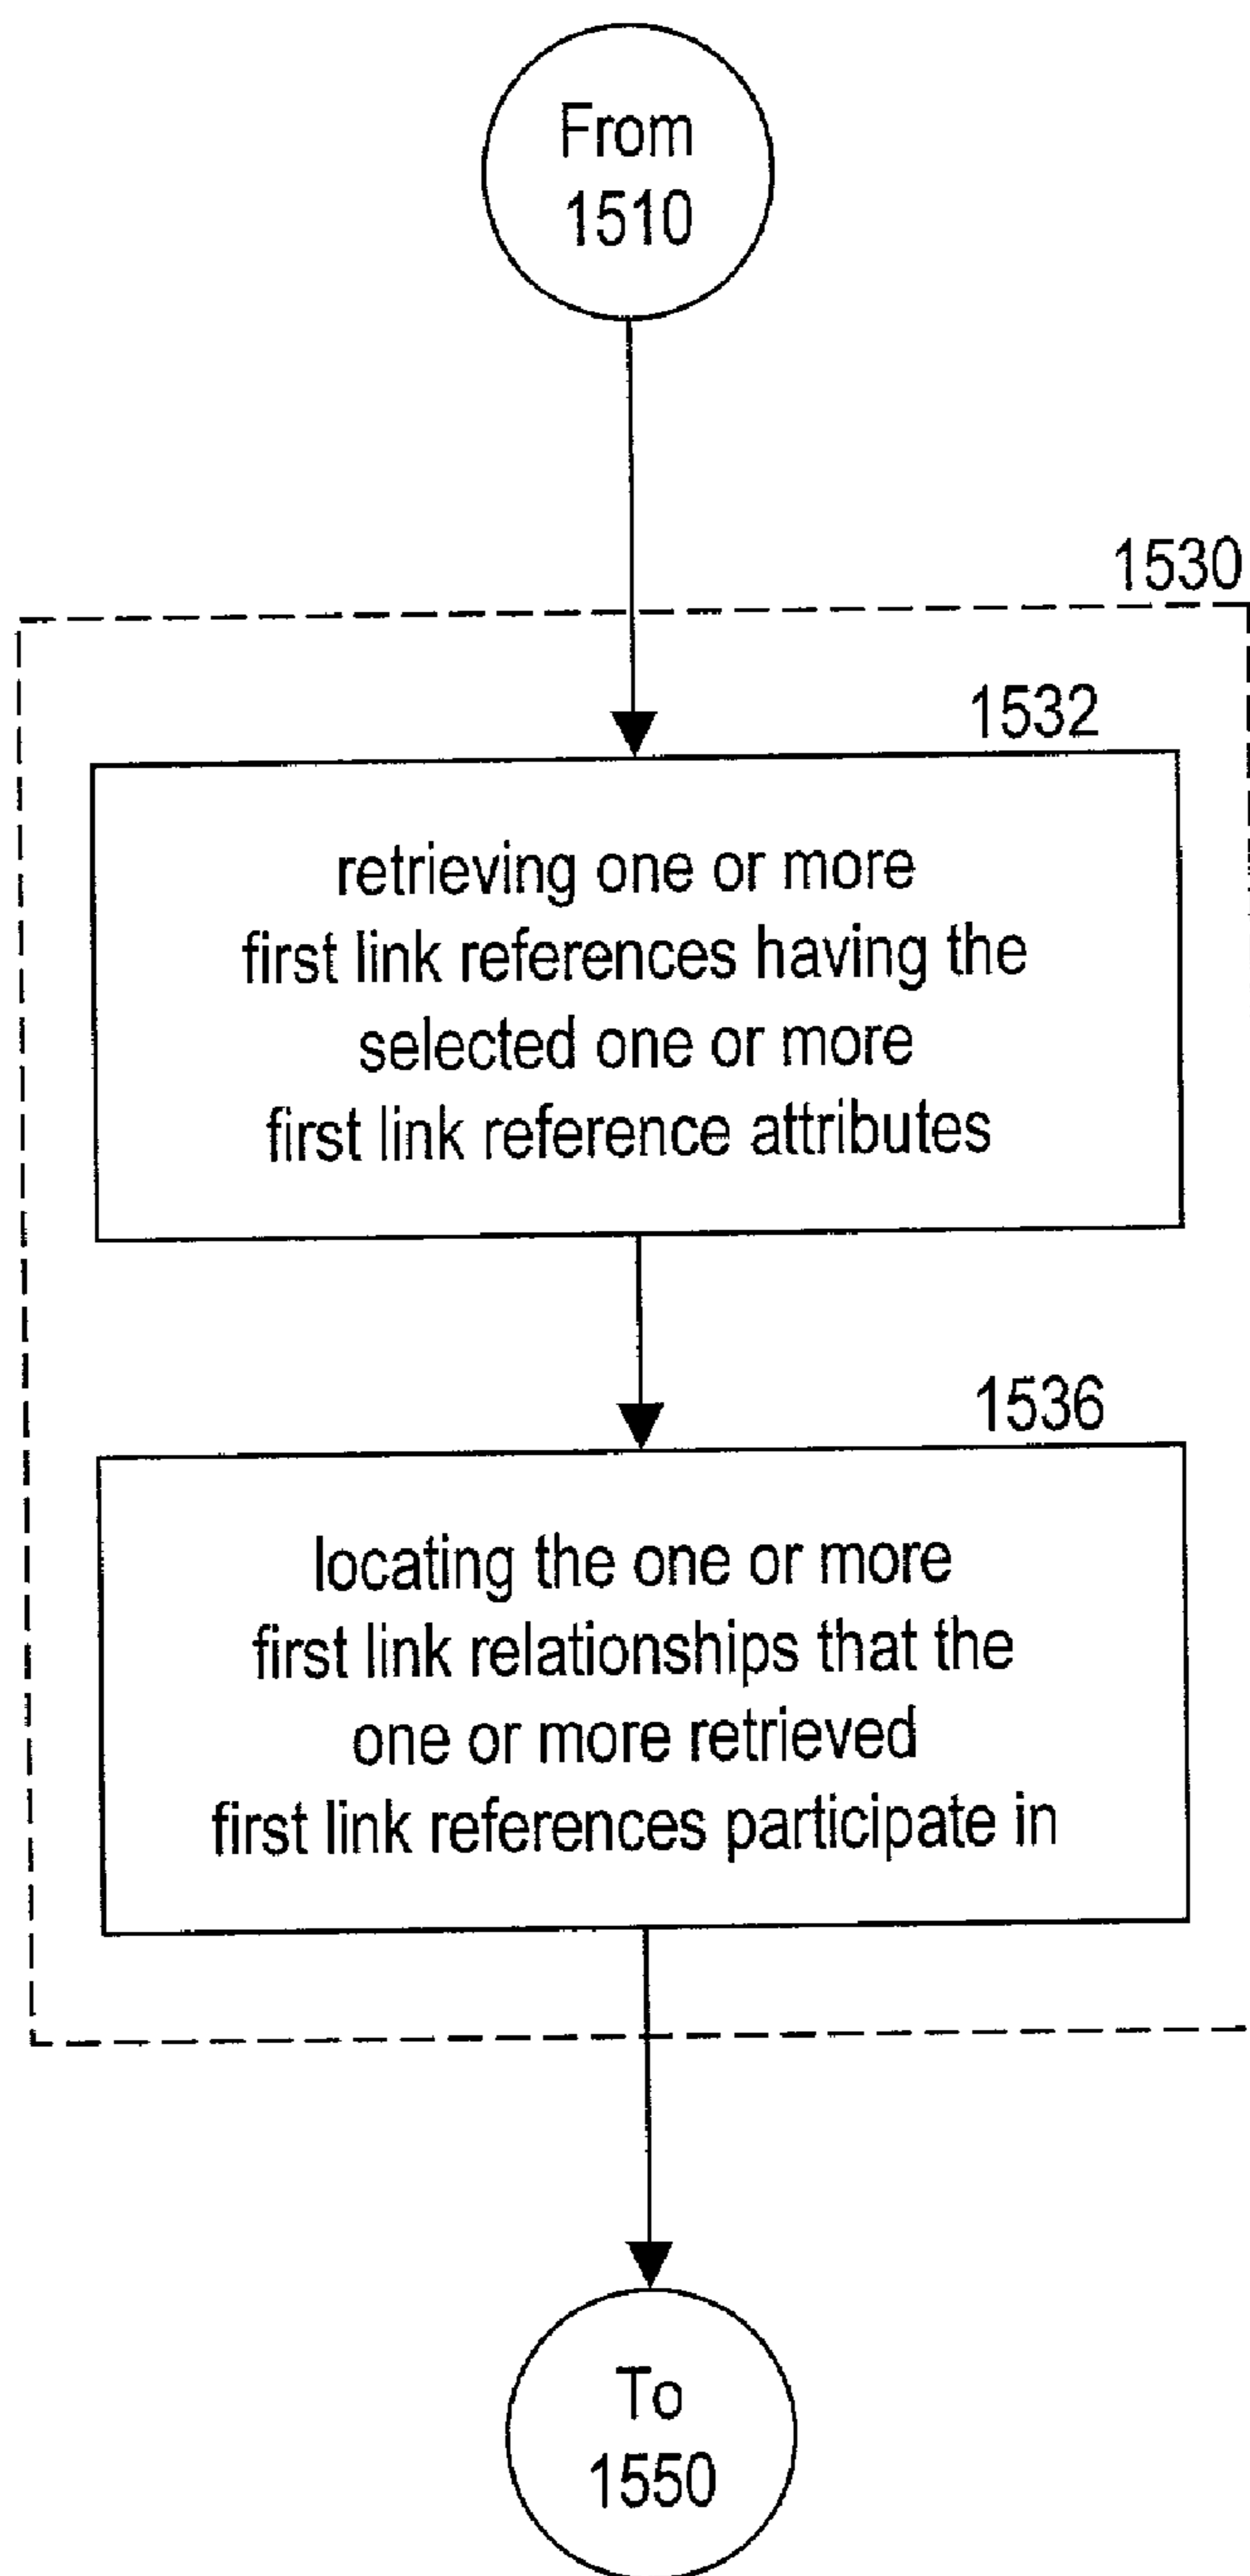 From
1510
1530
1532
retrieving one or more
first link references having the
selected one or more
first link reference attributes
1536
locating the one or more
first link relationships that the
one or more retrieved
first link references participate in
To
1550